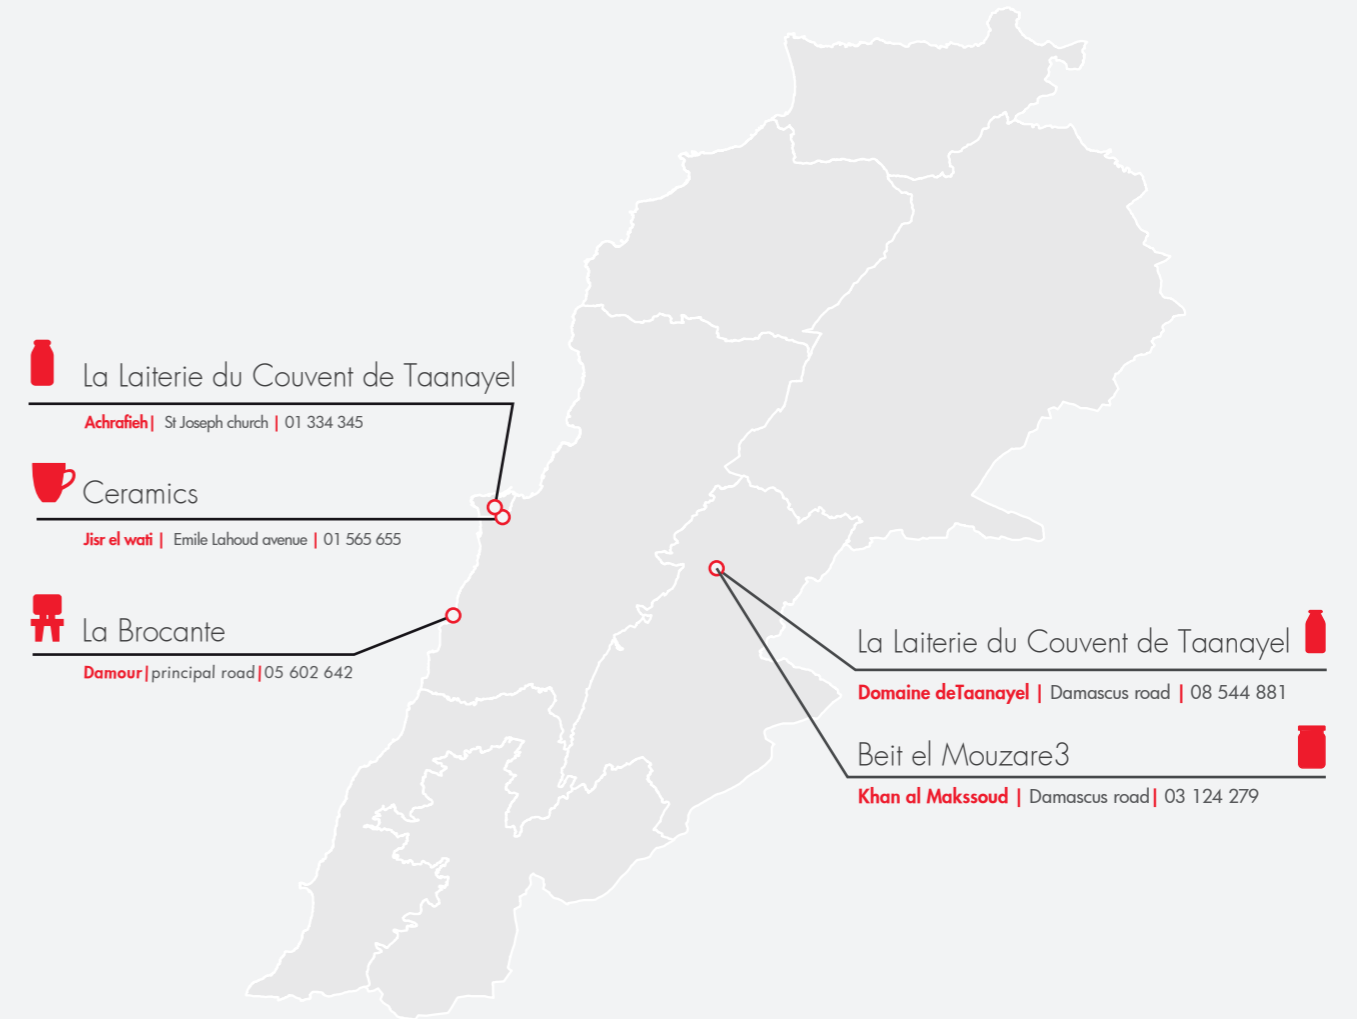 La Laiterie du Couvent de Taanayel
Achrafieh | St Joseph church | 01 334 345
Ceramics
Jisr el wati | Emile Lahoud avenue | 01 565 655
La Brocante
Damour|principal road|05 602 642
La Laiterie du Couvent de Taanayel
Domaine deTaanayel | Damascus road | 08 544 881
Beit el Mouzare3
Khan al Makssoud | Damascus road| 03 124 279